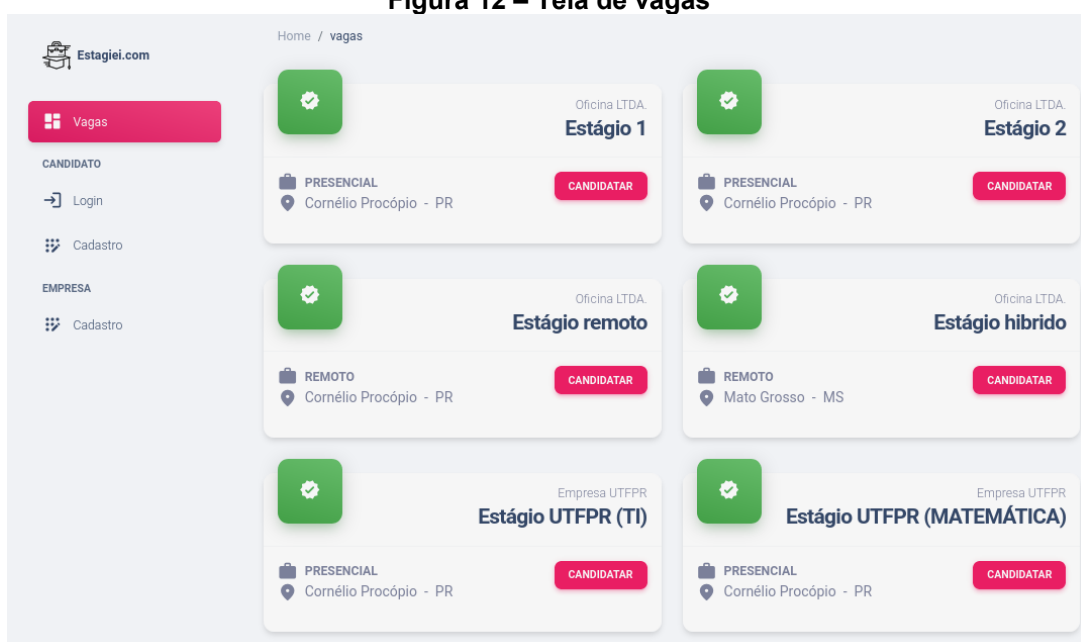 Figura 12 – Tela de vagas
Estagiei.com
Home / vagas
Vagas
CANDIDATO
Login
Cadastro
EMPRESA
Cadastro
Oficina LTDA.
Estágio 1
PRESENCIAL
Cornélio Procópio - PR
CANDIDATAR
Oficina LTDA.
Estágio 2
PRESENCIAL
Cornélio Procópio - PR
CANDIDATAR
Oficina LTDA.
Estágio remoto
REMOTO
Cornélio Procópio - PR
CANDIDATAR
Oficina LTDA.
Estágio hibrido
REMOTO
Mato Grosso - MS
CANDIDATAR
Empresa UTFPR
Estágio UTFPR (TI)
PRESENCIAL
Cornélio Procópio - PR
CANDIDATAR
Empresa UTFPR
Estágio UTFPR (MATEMÁTICA)
PRESENCIAL
Cornélio Procópio - PR
CANDIDATAR